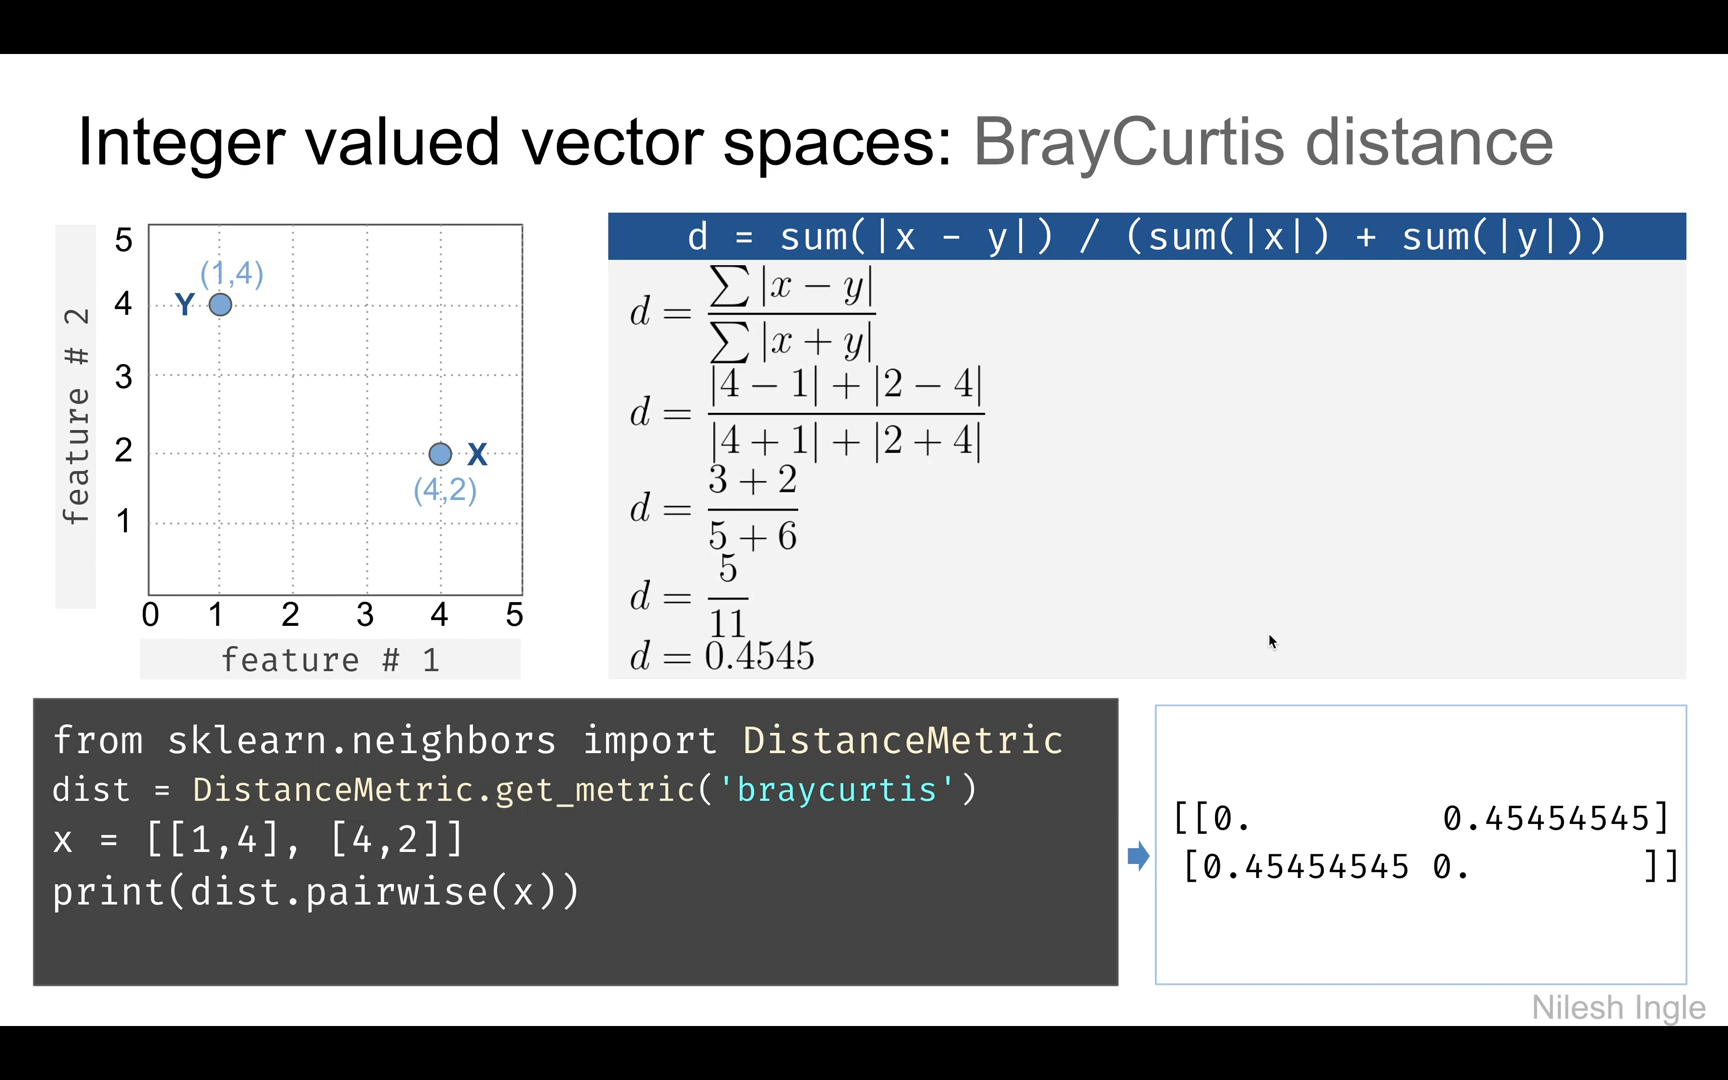 Integer valued vector spaces: BrayCurtis distance
5
4
3
2
1
feature # 2
(1,4)
Y
X
(4,2)
0 1 2 3 4 5
feature # 1
d = sum(|x - y|) / (sum(|x|) + sum(|y|))
d = ∑ |x − y| / ∑ |x + y|
d = |4 − 1| + |2 − 4| / |4 + 1| + |2 + 4|
d = 3 + 2 / 5 + 6
d = 5 / 11
d = 0.4545
from sklearn.neighbors import DistanceMetric
dist = DistanceMetric.get_metric('braycurtis')
x = [[1,4], [4,2]]
print(dist.pairwise(x))
[[0. 0.45454545]
[0.45454545 0. ]]
Nilesh Ingle